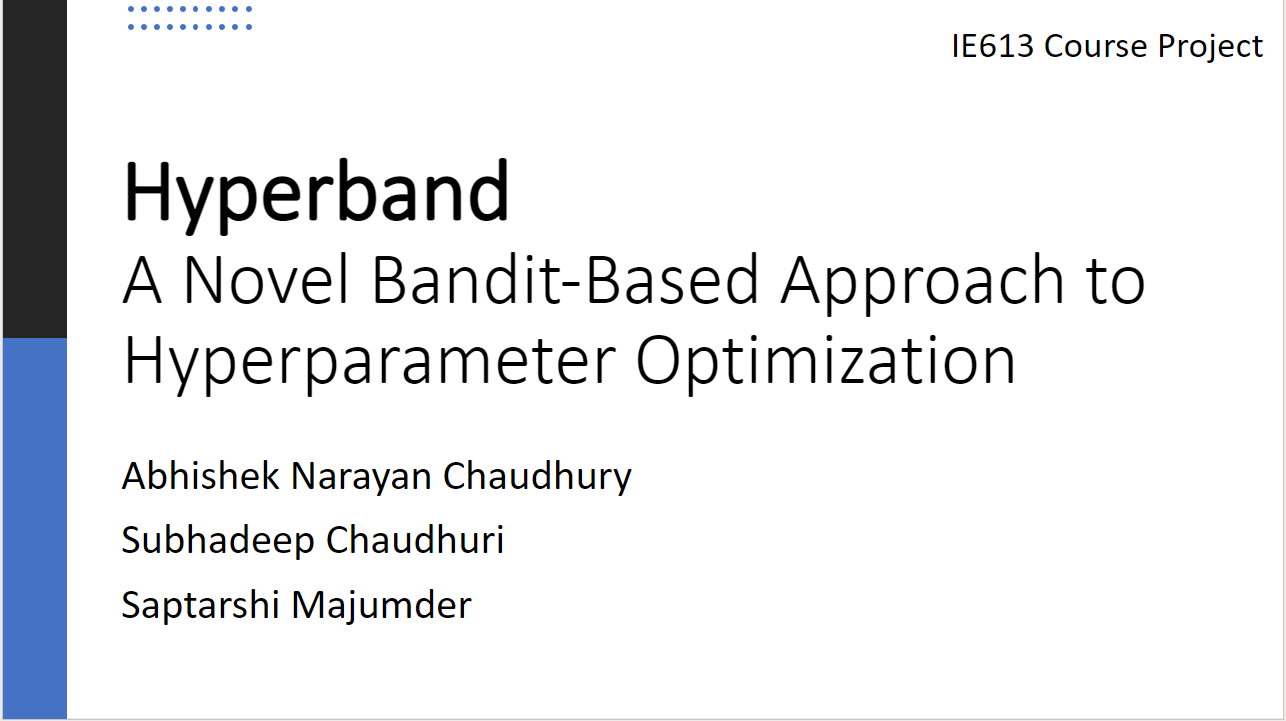 IE613 Course Project
Hyperband
A Novel Bandit-Based Approach to
Hyperparameter Optimization
Abhishek Narayan Chaudhury
Subhadeep Chaudhuri
Saptarshi Majumder